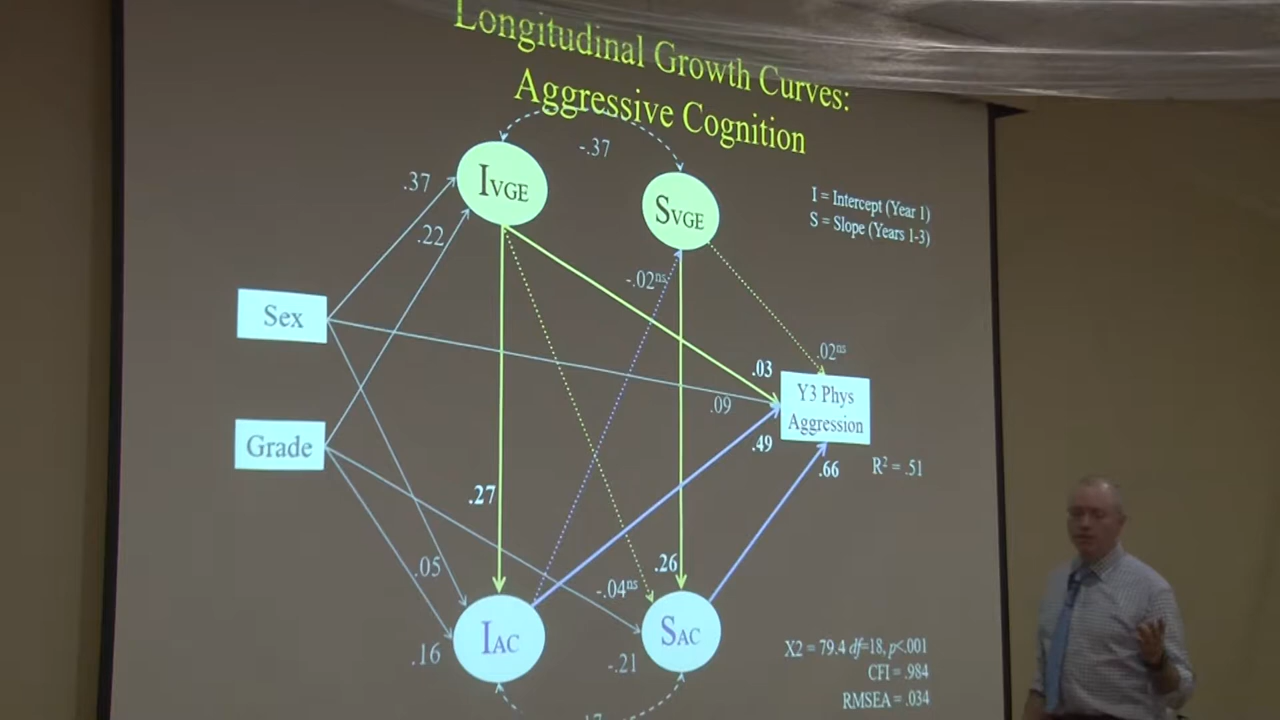 Longitudinal Growth Curves:
Aggressive Cognition
-.37
IVGE
SVGE
I = Intercept (Year 1)
S = Slope (Years 1-3)
.37
.22
-.02ns
Sex
.02ns
.03
Y3 Phys
Aggression
.09
Grade
.49
.66
R² = .51
.27
.05
.26
-.04ns
IAC
SAC
.16
-.21
X2 = 79.4 df=18, p<.001
CFI = .984
RMSEA = .034